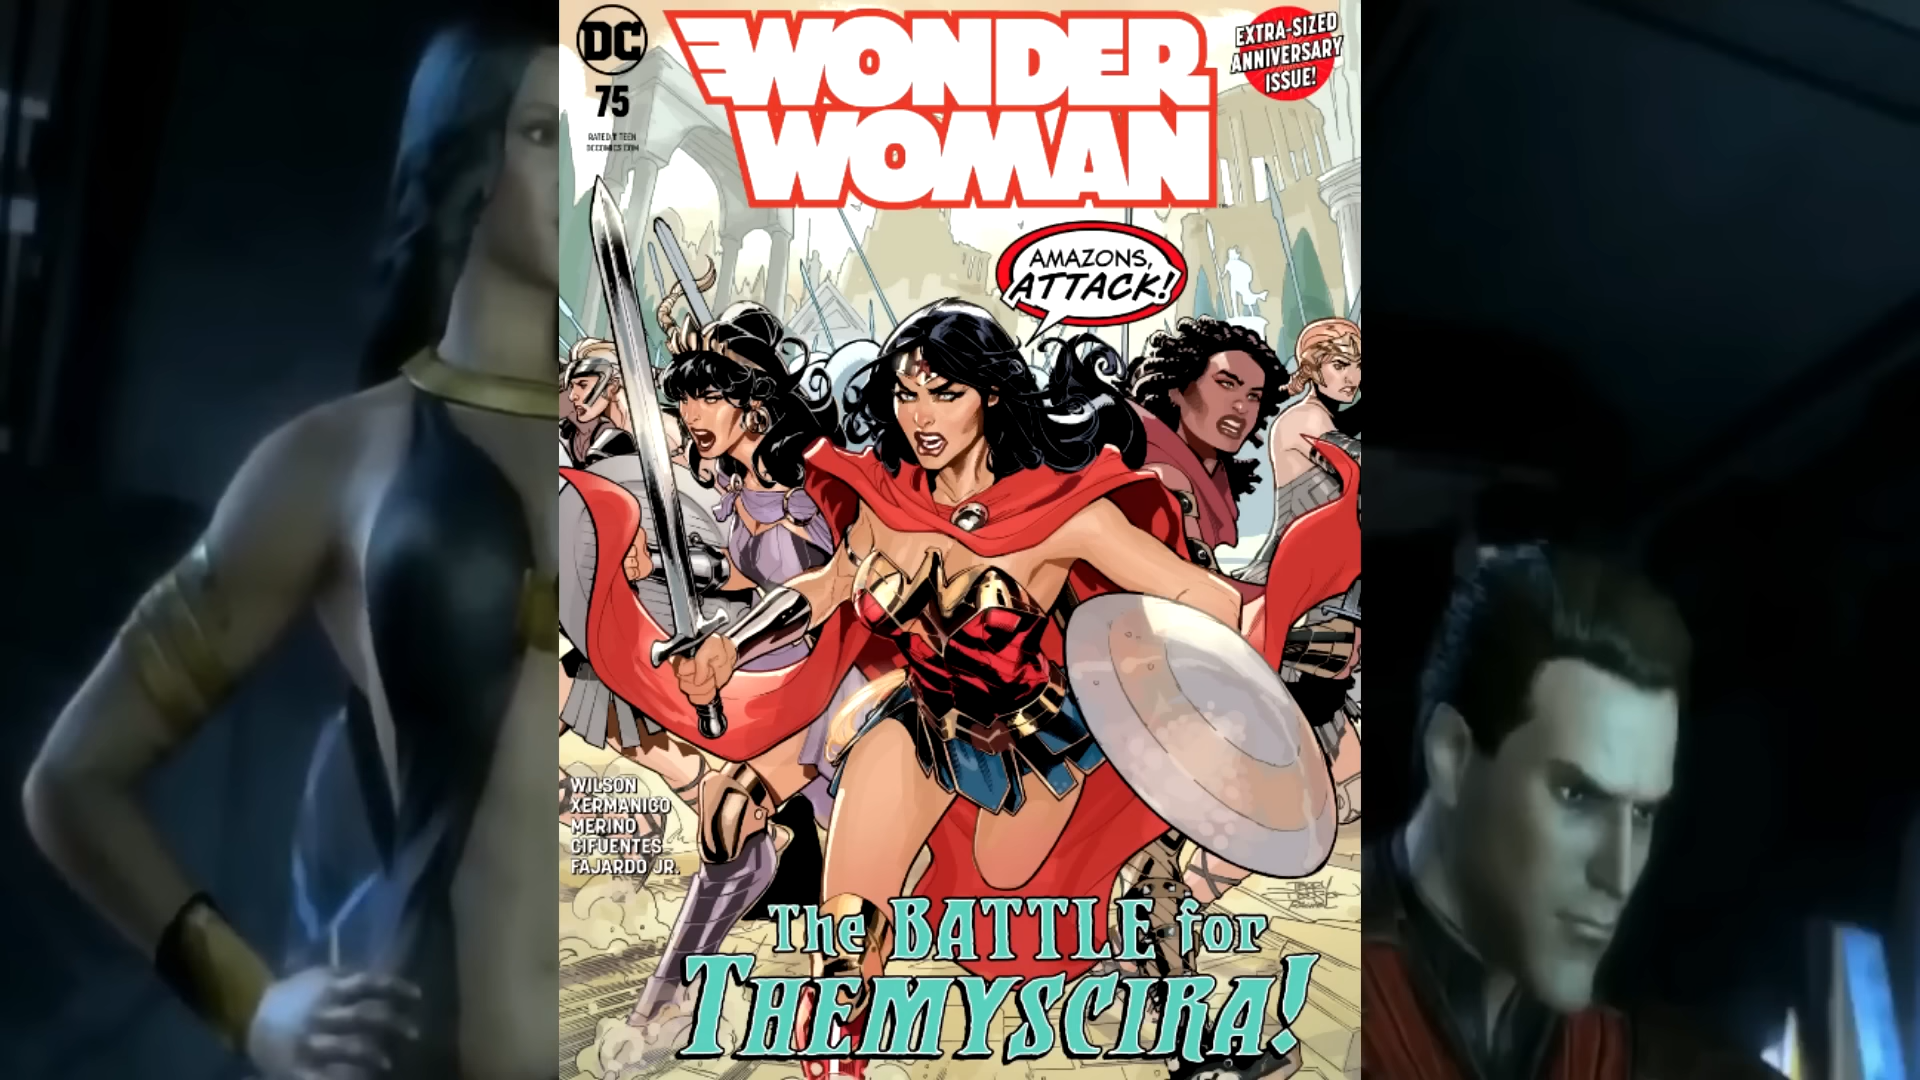 DC
75
RATED T TEEN
DCCOMICS.COM
WONDER
WOMAN
EXTRA-SIZED
ANNIVERSARY
ISSUE!
AMAZONS,
ATTACK!
WILSON
XERMANICO
MERINO
CIFUENTES
FAJARDO JR.
The BATTLE for
THEMYSCIRA!